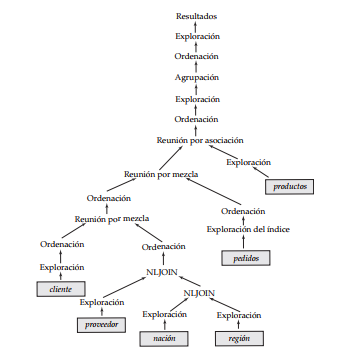 Resultados
Exploración
Ordenación
Agrupación
Exploración
Ordenación
Reunión por asociación
Exploración
productos
Reunión por mezcla
Ordenación
Ordenación
Exploración del índice
pedidos
Reunión por mezcla
Ordenación
Ordenación
Exploración
cliente
NLJOIN
NLJOIN
Exploración
proveedor
Exploración
Exploración
nación
región